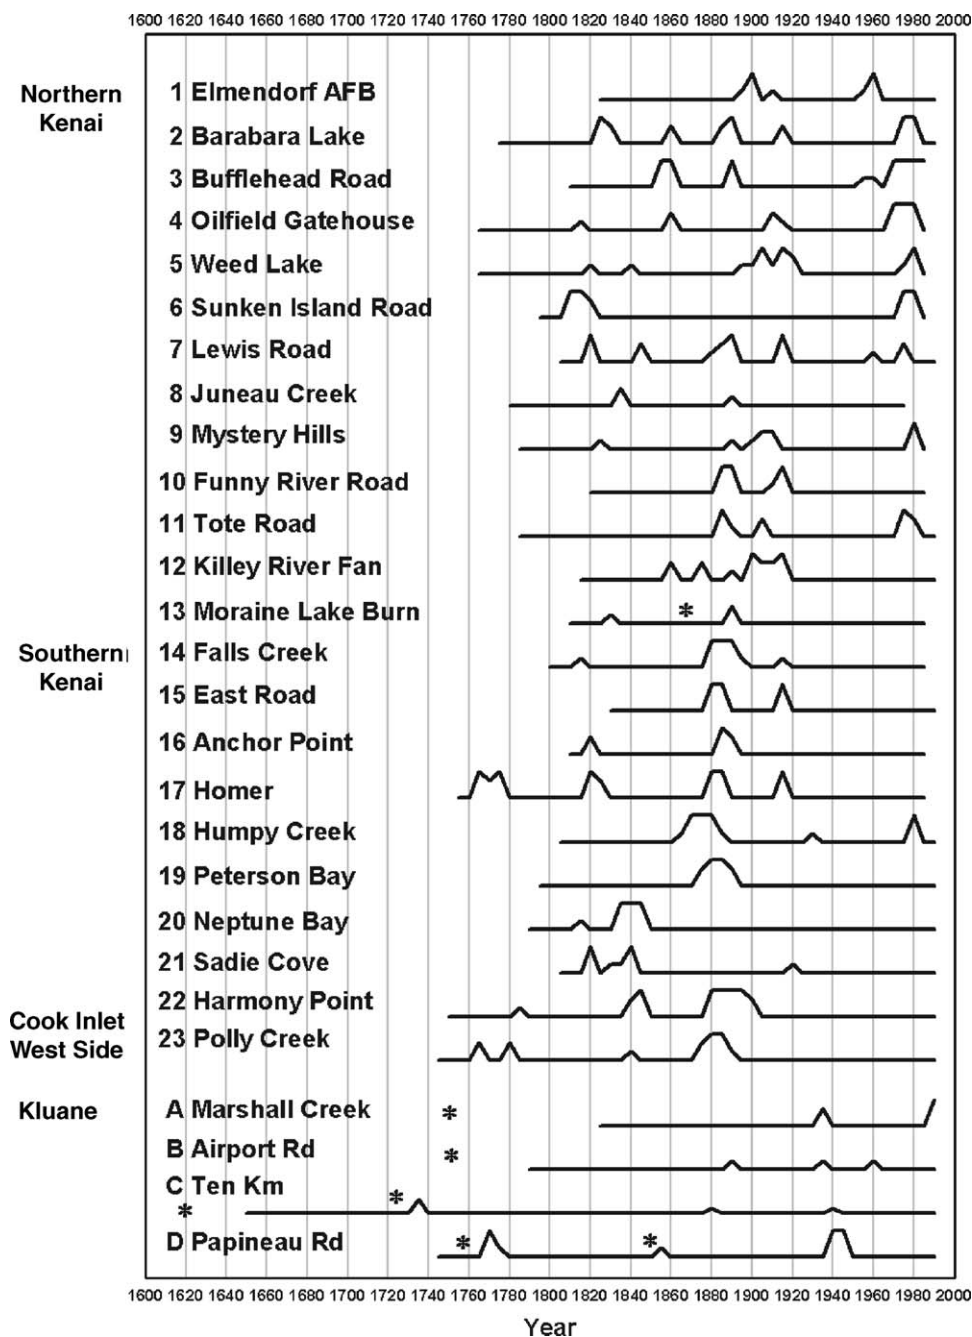 1600 1620 1640 1660 1680 1700 1720 1740 1760 1780 1800 1820 1840 1860 1880 1900 1920 1940 1960 1980 2000
Northern
Kenai
1 Elmendorf AFB
2 Barabara Lake
3 Bufflehead Road
4 Oilfield Gatehouse
5 Weed Lake
6 Sunken Island Road
7 Lewis Road
8 Juneau Creek
9 Mystery Hills
10 Funny River Road
11 Tote Road
12 Killey River Fan
13 Moraine Lake Burn
*
Southern
Kenai
14 Falls Creek
15 East Road
16 Anchor Point
17 Homer
18 Humpy Creek
19 Peterson Bay
20 Neptune Bay
21 Sadie Cove
22 Harmony Point
Cook Inlet
West Side
23 Polly Creek
Kluane
A Marshall Creek
*
B Airport Rd
*
C Ten Km
* *
D Papineau Rd
* *
1600 1620 1640 1660 1680 1700 1720 1740 1760 1780 1800 1820 1840 1860 1880 1900 1920 1940 1960 1980 2000
Year